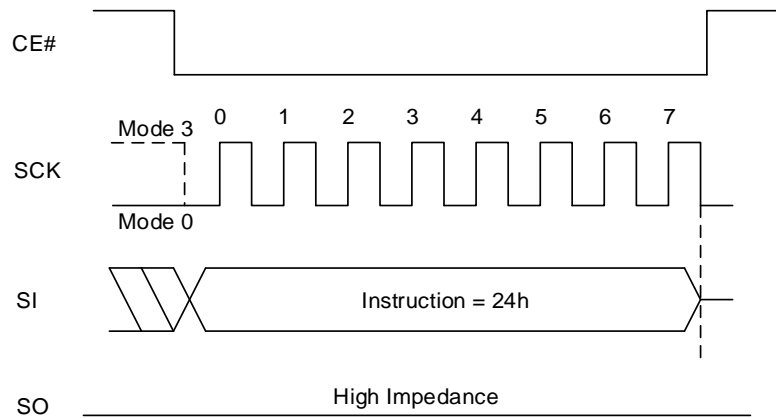 CE#
Mode 3
0 1 2 3 4 5 6 7
SCK
Mode 0
SI
Instruction = 24h
SO
High Impedance